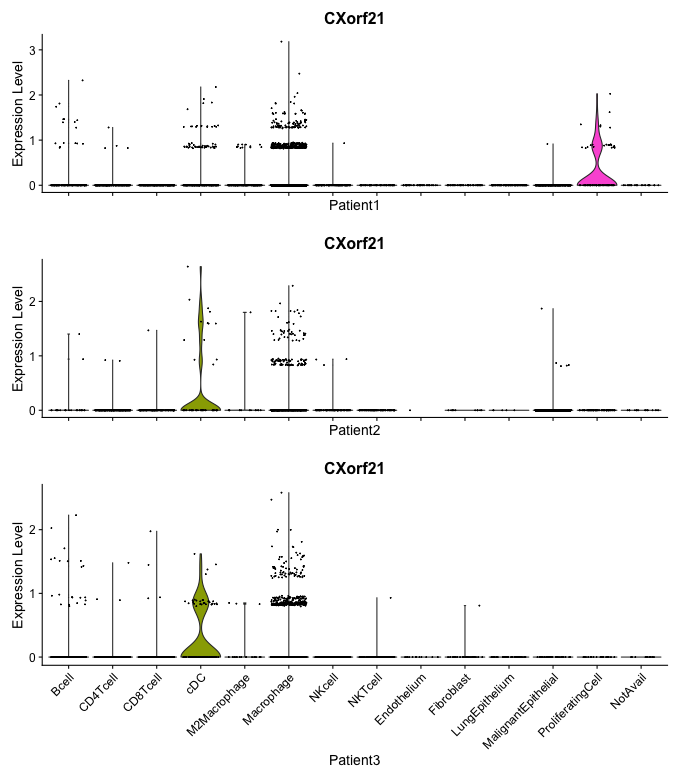 CXorf21
Expression Level
3
2
1
0
Patient1
CXorf21
Expression Level
2
1
0
Patient2
CXorf21
Expression Level
2
1
0
Bcell
CD4Tcell
CD8Tcell
cDC
M2Macrophage
Macrophage
NKcell
NKTcell
Endothelium
Fibroblast
LungEpithelium
MalignantEpithelial
ProliferatingCell
NotAvail
Patient3